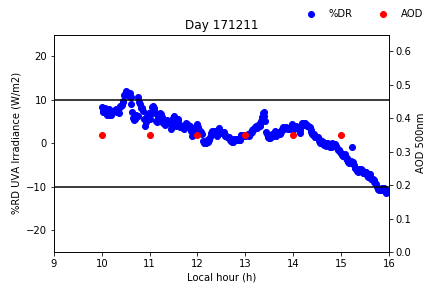 %DR AOD
Day 171211
20
10
0
−10
−20
%RD UVA Irradiance (W/m2)
0.6
0.5
0.4
0.3
0.2
0.1
0.0
AOD 500nm
9 10 11 12 13 14 15 16
Local hour (h)